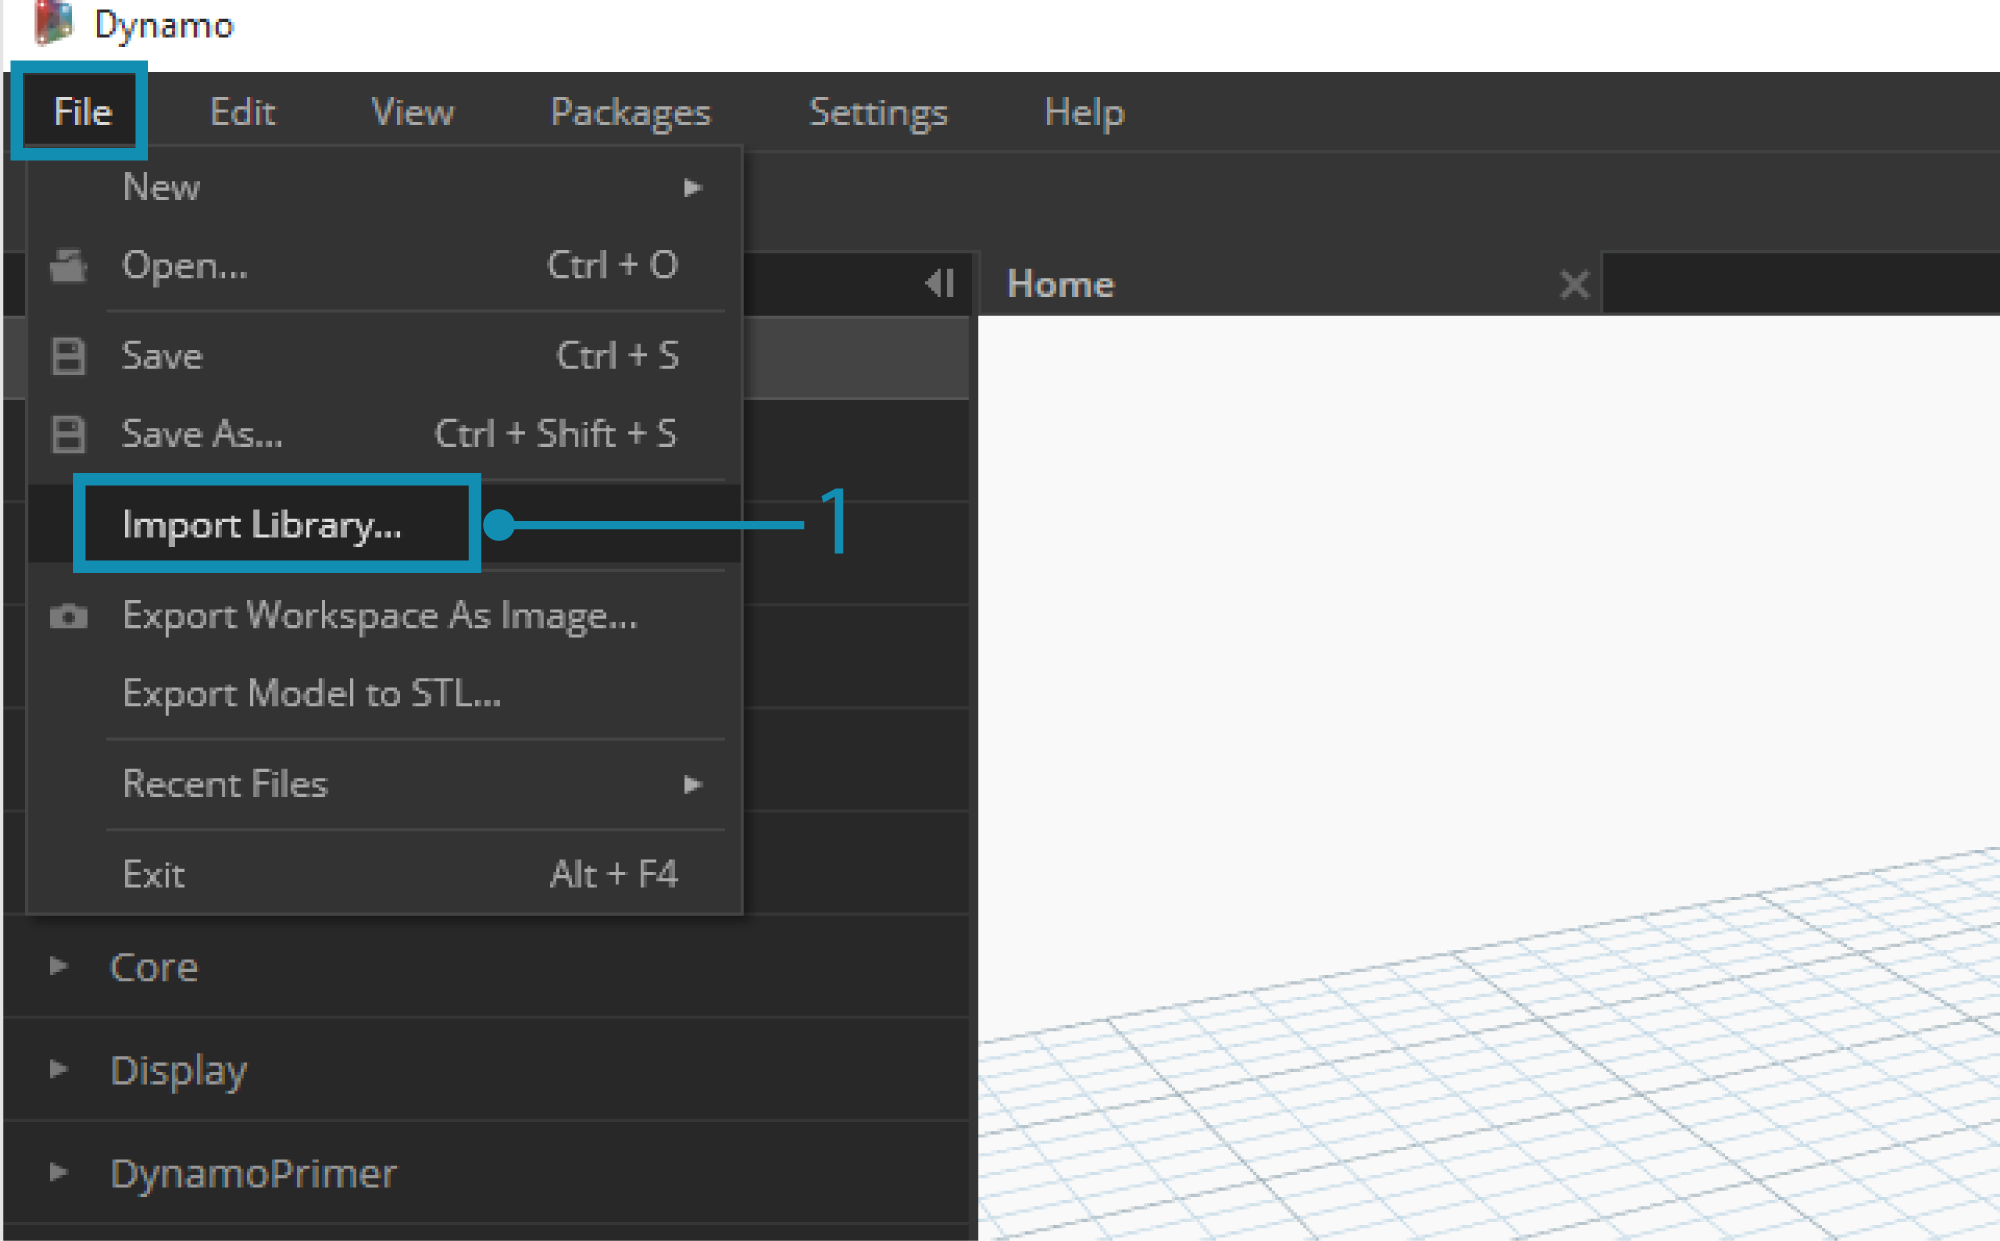 Dynamo
File Edit View Packages Settings Help
New
Open... Ctrl + O
Home
Save Ctrl + S
Save As... Ctrl + Shift + S
Import Library... 1
Export Workspace As Image...
Export Model to STL...
Recent Files
Exit Alt + F4
Core
Display
DynamoPrimer